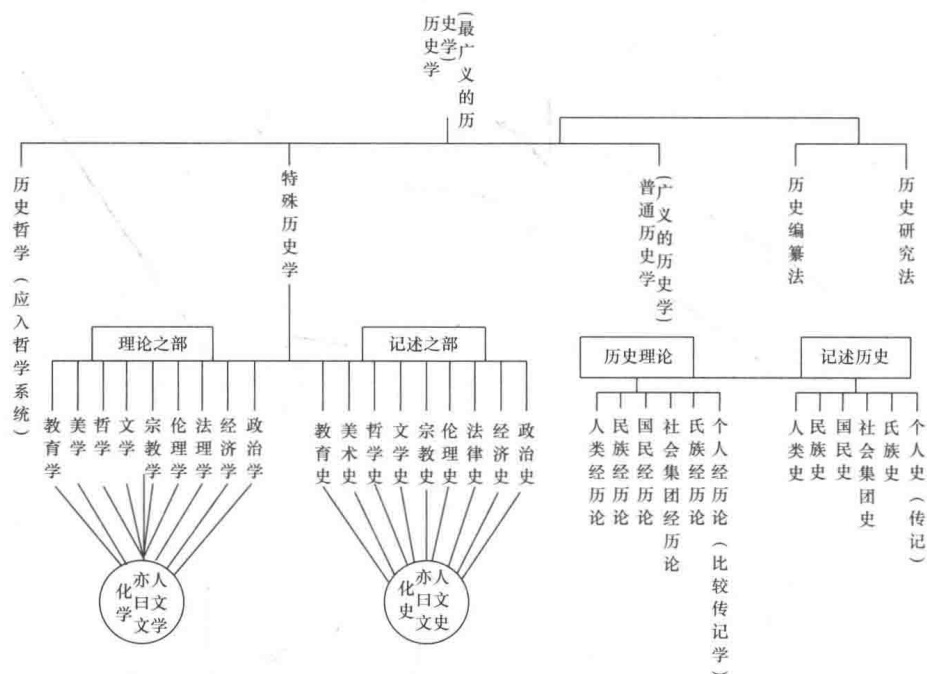 (最广义的历
史学)
历史学
历史研究法
历史编纂法
(广义的历史学)
普通历史学
特殊历史学
历史哲学(应入哲学系统)
记述历史
个人史(传记)
氏族史
社会集团史
国民史
民族史
人类史
历史理论
个人经历论(比较传记学)
氏族经历论
社会集团经历论
国民经历论
民族经历论
人类经历论
记述之部
政治史
经济史
法律史
伦理史
宗教史
文学史
哲学史
美术史
教育史
人文史
亦曰文
化史
理论之部
政治学
经济学
法理学
伦理学
宗教学
文学
哲学
美学
教育学
人文学
亦曰文
化学